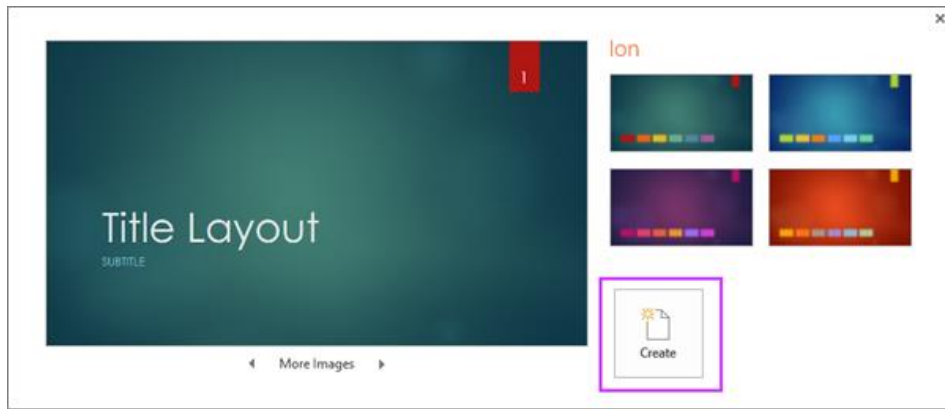 Ion
1
Title Layout
SUBTITLE
More Images
Create